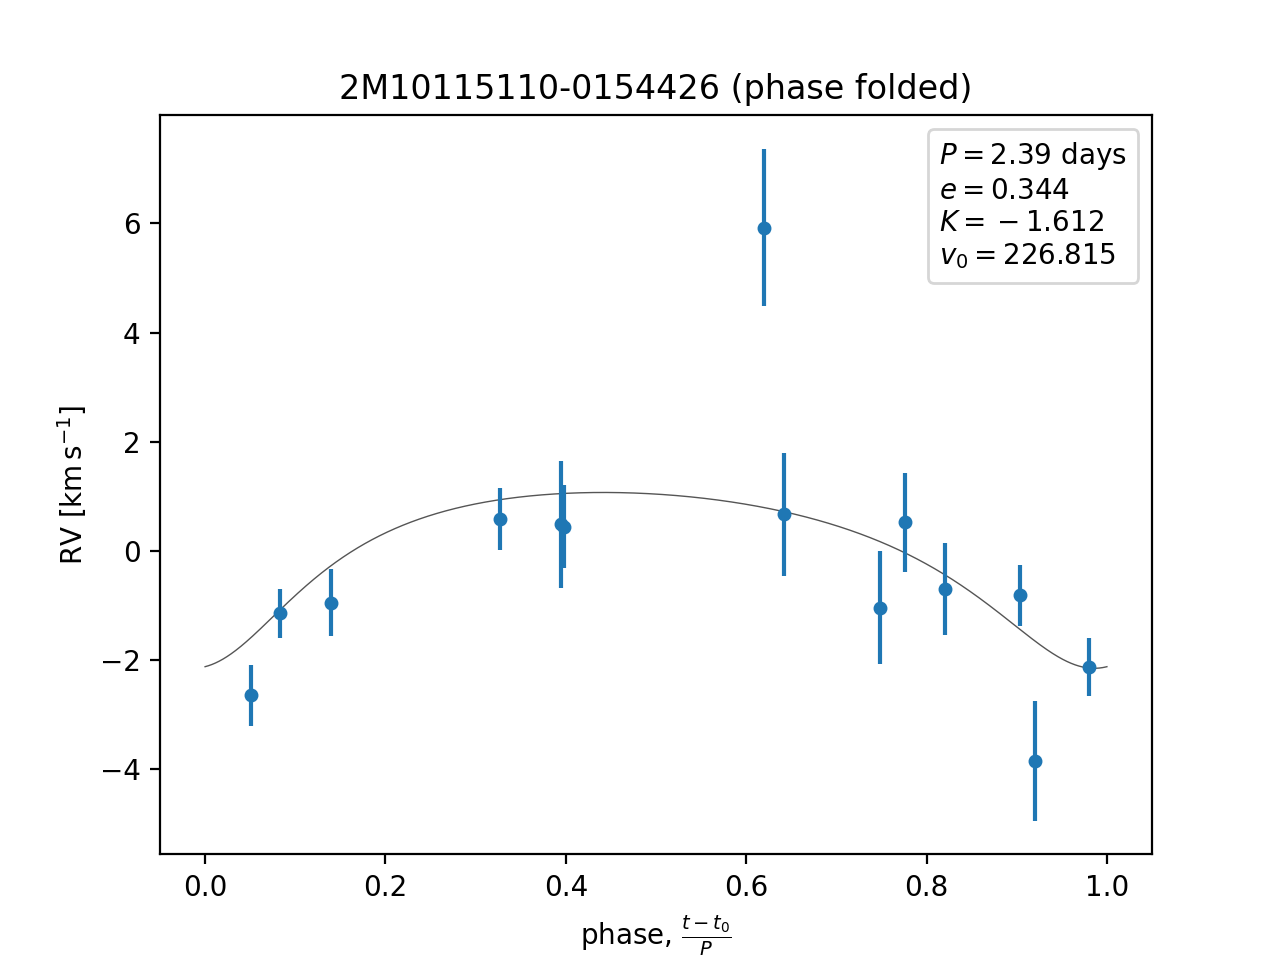 2M10115110-0154426 (phase folded)
P = 2.39 days
e = 0.344
K = −1.612
v₀ = 226.815
6
4
2
0
−2
−4
RV [km s⁻¹]
0.0 0.2 0.4 0.6 0.8 1.0
phase, (t − t₀)/P